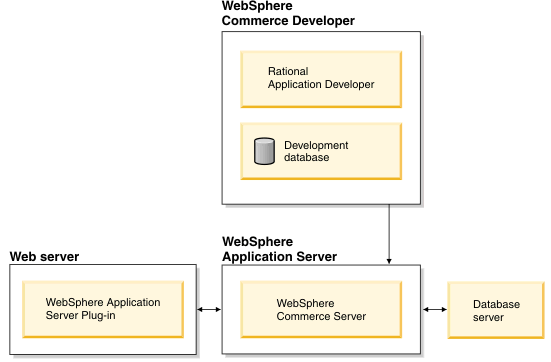 WebSphere
Commerce Developer
Rational
Application Developer
Development
database
Web server
WebSphere Application
Server Plug-in
WebSphere
Application Server
WebSphere
Commerce Server
Database
server